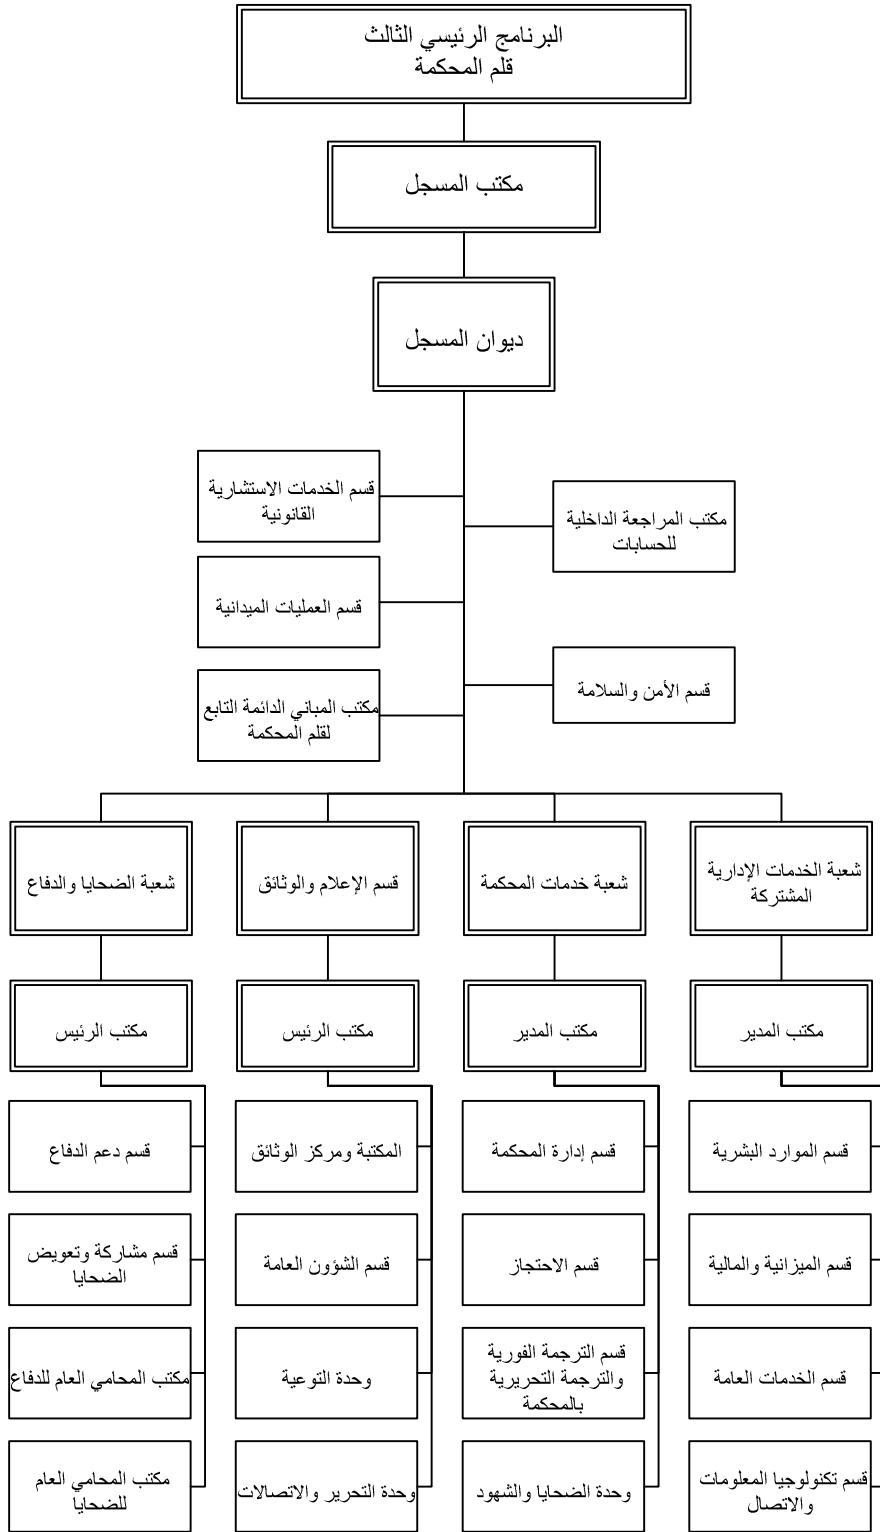 البرنامج الرئيسي الثالث
قلم المحكمة
مكتب المسجل
ديوان المسجل
مكتب المراجعة الداخلية
للحسابات
قسم الخدمات الاستشارية
القانونية
قسم العمليات الميدانية
قسم الأمن والسلامة
مكتب المباني الدائمة التابع
لقلم المحكمة
شعبة الخدمات الإدارية
المشتركة
شعبة خدمات المحكمة
قسم الإعلام والوثائق
شعبة الضحايا والدفاع
مكتب المدير
مكتب المدير
مكتب الرئيس
مكتب الرئيس
قسم الموارد البشرية
قسم إدارة المحكمة
المكتبة ومركز الوثائق
قسم دعم الدفاع
قسم الميزانية والمالية
قسم الاحتجاز
قسم الشؤون العامة
قسم مشاركة وتعويض
الضحايا
قسم الخدمات العامة
قسم الترجمة الفورية
والترجمة التحريرية
بالمحكمة
وحدة التوعية
مكتب المحامي العام للدفاع
قسم تكنولوجيا المعلومات
والاتصال
وحدة الضحايا والشهود
وحدة التحرير والاتصالات
مكتب المحامي العام
للضحايا